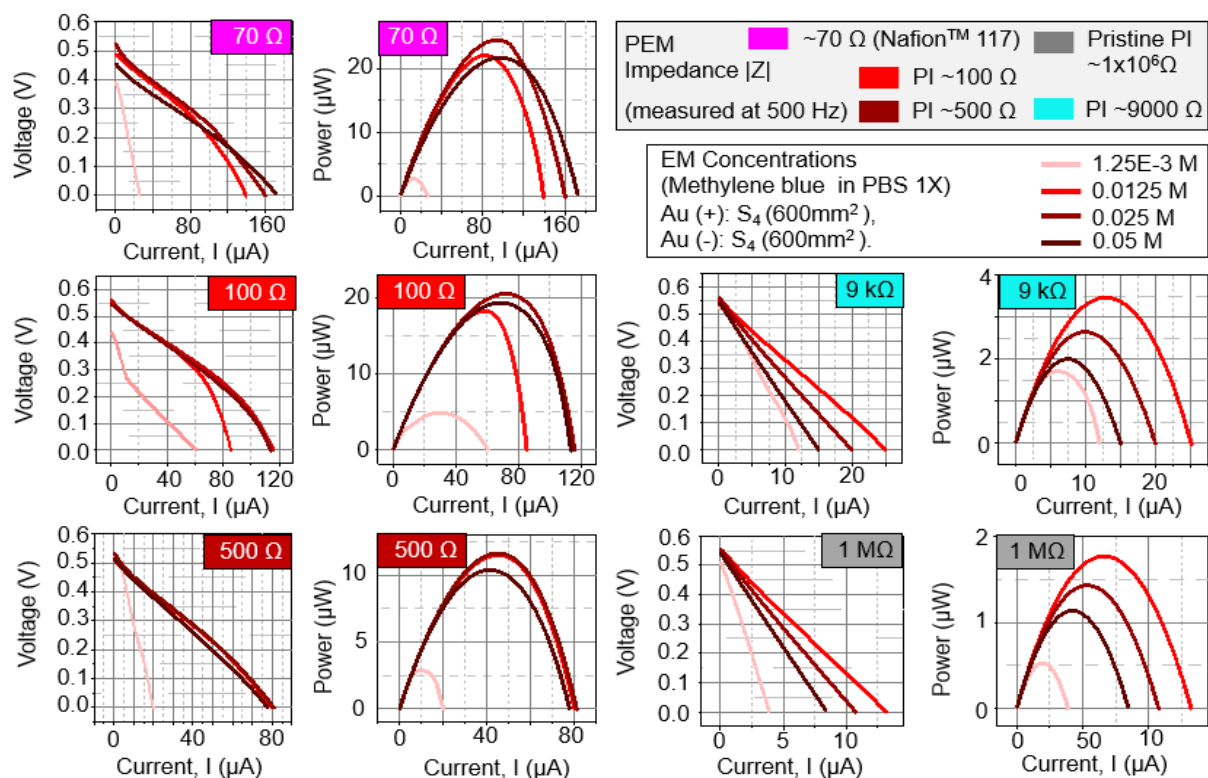 0.6
0.5
0.4
0.3
0.2
0.1
0.0
Voltage (V)
70 Ω
0
80
160
Current, I (µA)
20
10
0
Power (µW)
70 Ω
0
80
160
Current, I (µA)
PEM
Impedance |Z|
(measured at 500 Hz)
~70 Ω (Nafion™ 117)
Pristine PI
~1x10⁶Ω
PI ~100 Ω
PI ~500 Ω
PI ~9000 Ω
EM Concentrations
(Methylene blue in PBS 1X)
Au (+): S₄ (600mm²),
Au (-): S₄ (600mm²).
1.25E-3 M
0.0125 M
0.025 M
0.05 M
0.6
0.5
0.4
0.3
0.2
0.1
0.0
Voltage (V)
100 Ω
0
40
80
120
Current, I (µA)
20
10
0
Power (µW)
100 Ω
0
40
80
120
Current, I (µA)
0.6
0.5
0.4
0.3
0.2
0.1
0.0
Voltage (V)
9 kΩ
0
10
20
Current, I (µA)
4
2
0
Power (µW)
9 kΩ
0
10
20
Current, I (µA)
0.6
0.5
0.4
0.3
0.2
0.1
0.0
Voltage (V)
500 Ω
0
40
80
Current, I (µA)
10
5
0
Power (µW)
500 Ω
0
40
80
Current, I (µA)
0.6
0.5
0.4
0.3
0.2
0.1
0.0
Voltage (V)
1 MΩ
0
5
10
Current, I (µA)
2
1
0
Power (µW)
1 MΩ
0
50
100
Current, I (µA)